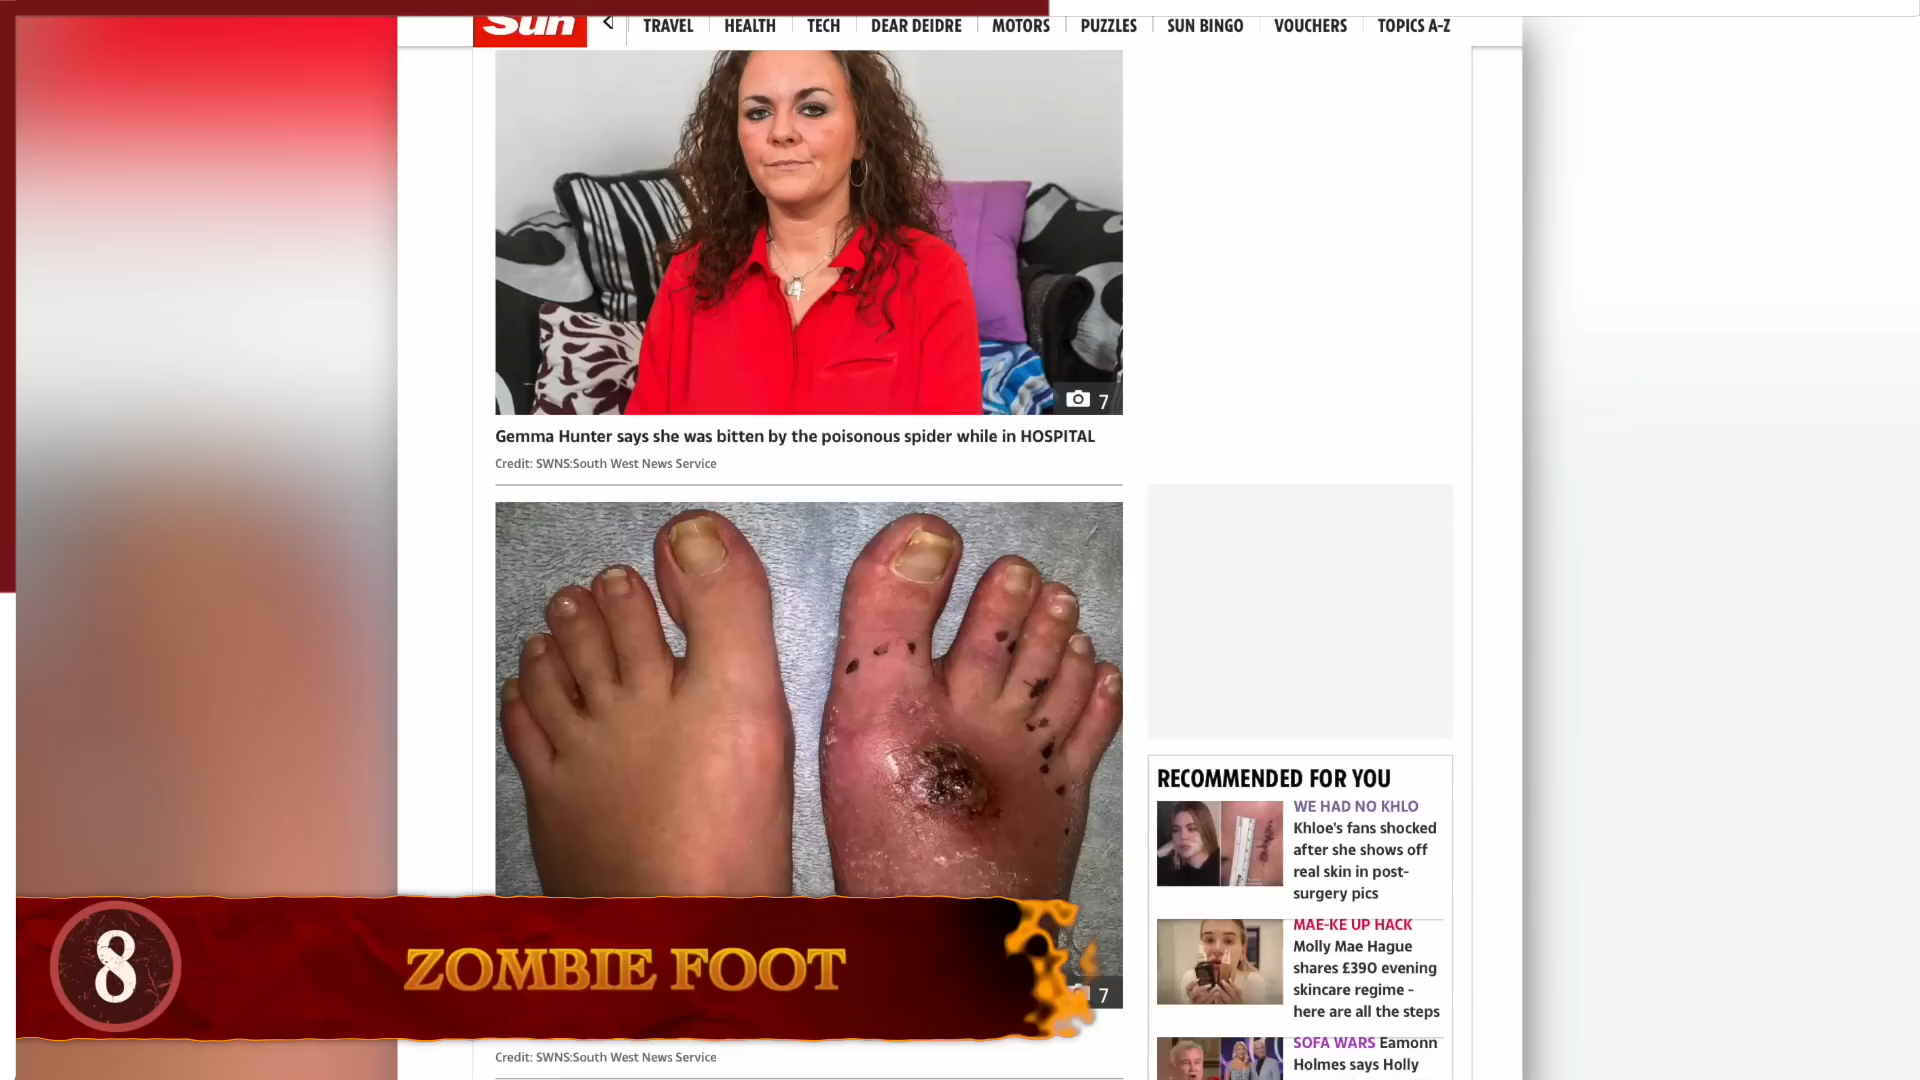 Sun
TRAVEL
HEALTH
TECH
DEAR DEIDRE
MOTORS
PUZZLES
SUN BINGO
VOUCHERS
TOPICS A-Z
7
Gemma Hunter says she was bitten by the poisonous spider while in HOSPITAL
Credit: SWNS:South West News Service
7
Credit: SWNS:South West News Service
RECOMMENDED FOR YOU
WE HAD NO KHLO
Khloe's fans shocked
after she shows off
real skin in post-
surgery pics
MAE-KE UP HACK
Molly Mae Hague
shares £390 evening
skincare regime -
here are all the steps
SOFA WARS Eamonn
Holmes says Holly
8
ZOMBIE FOOT